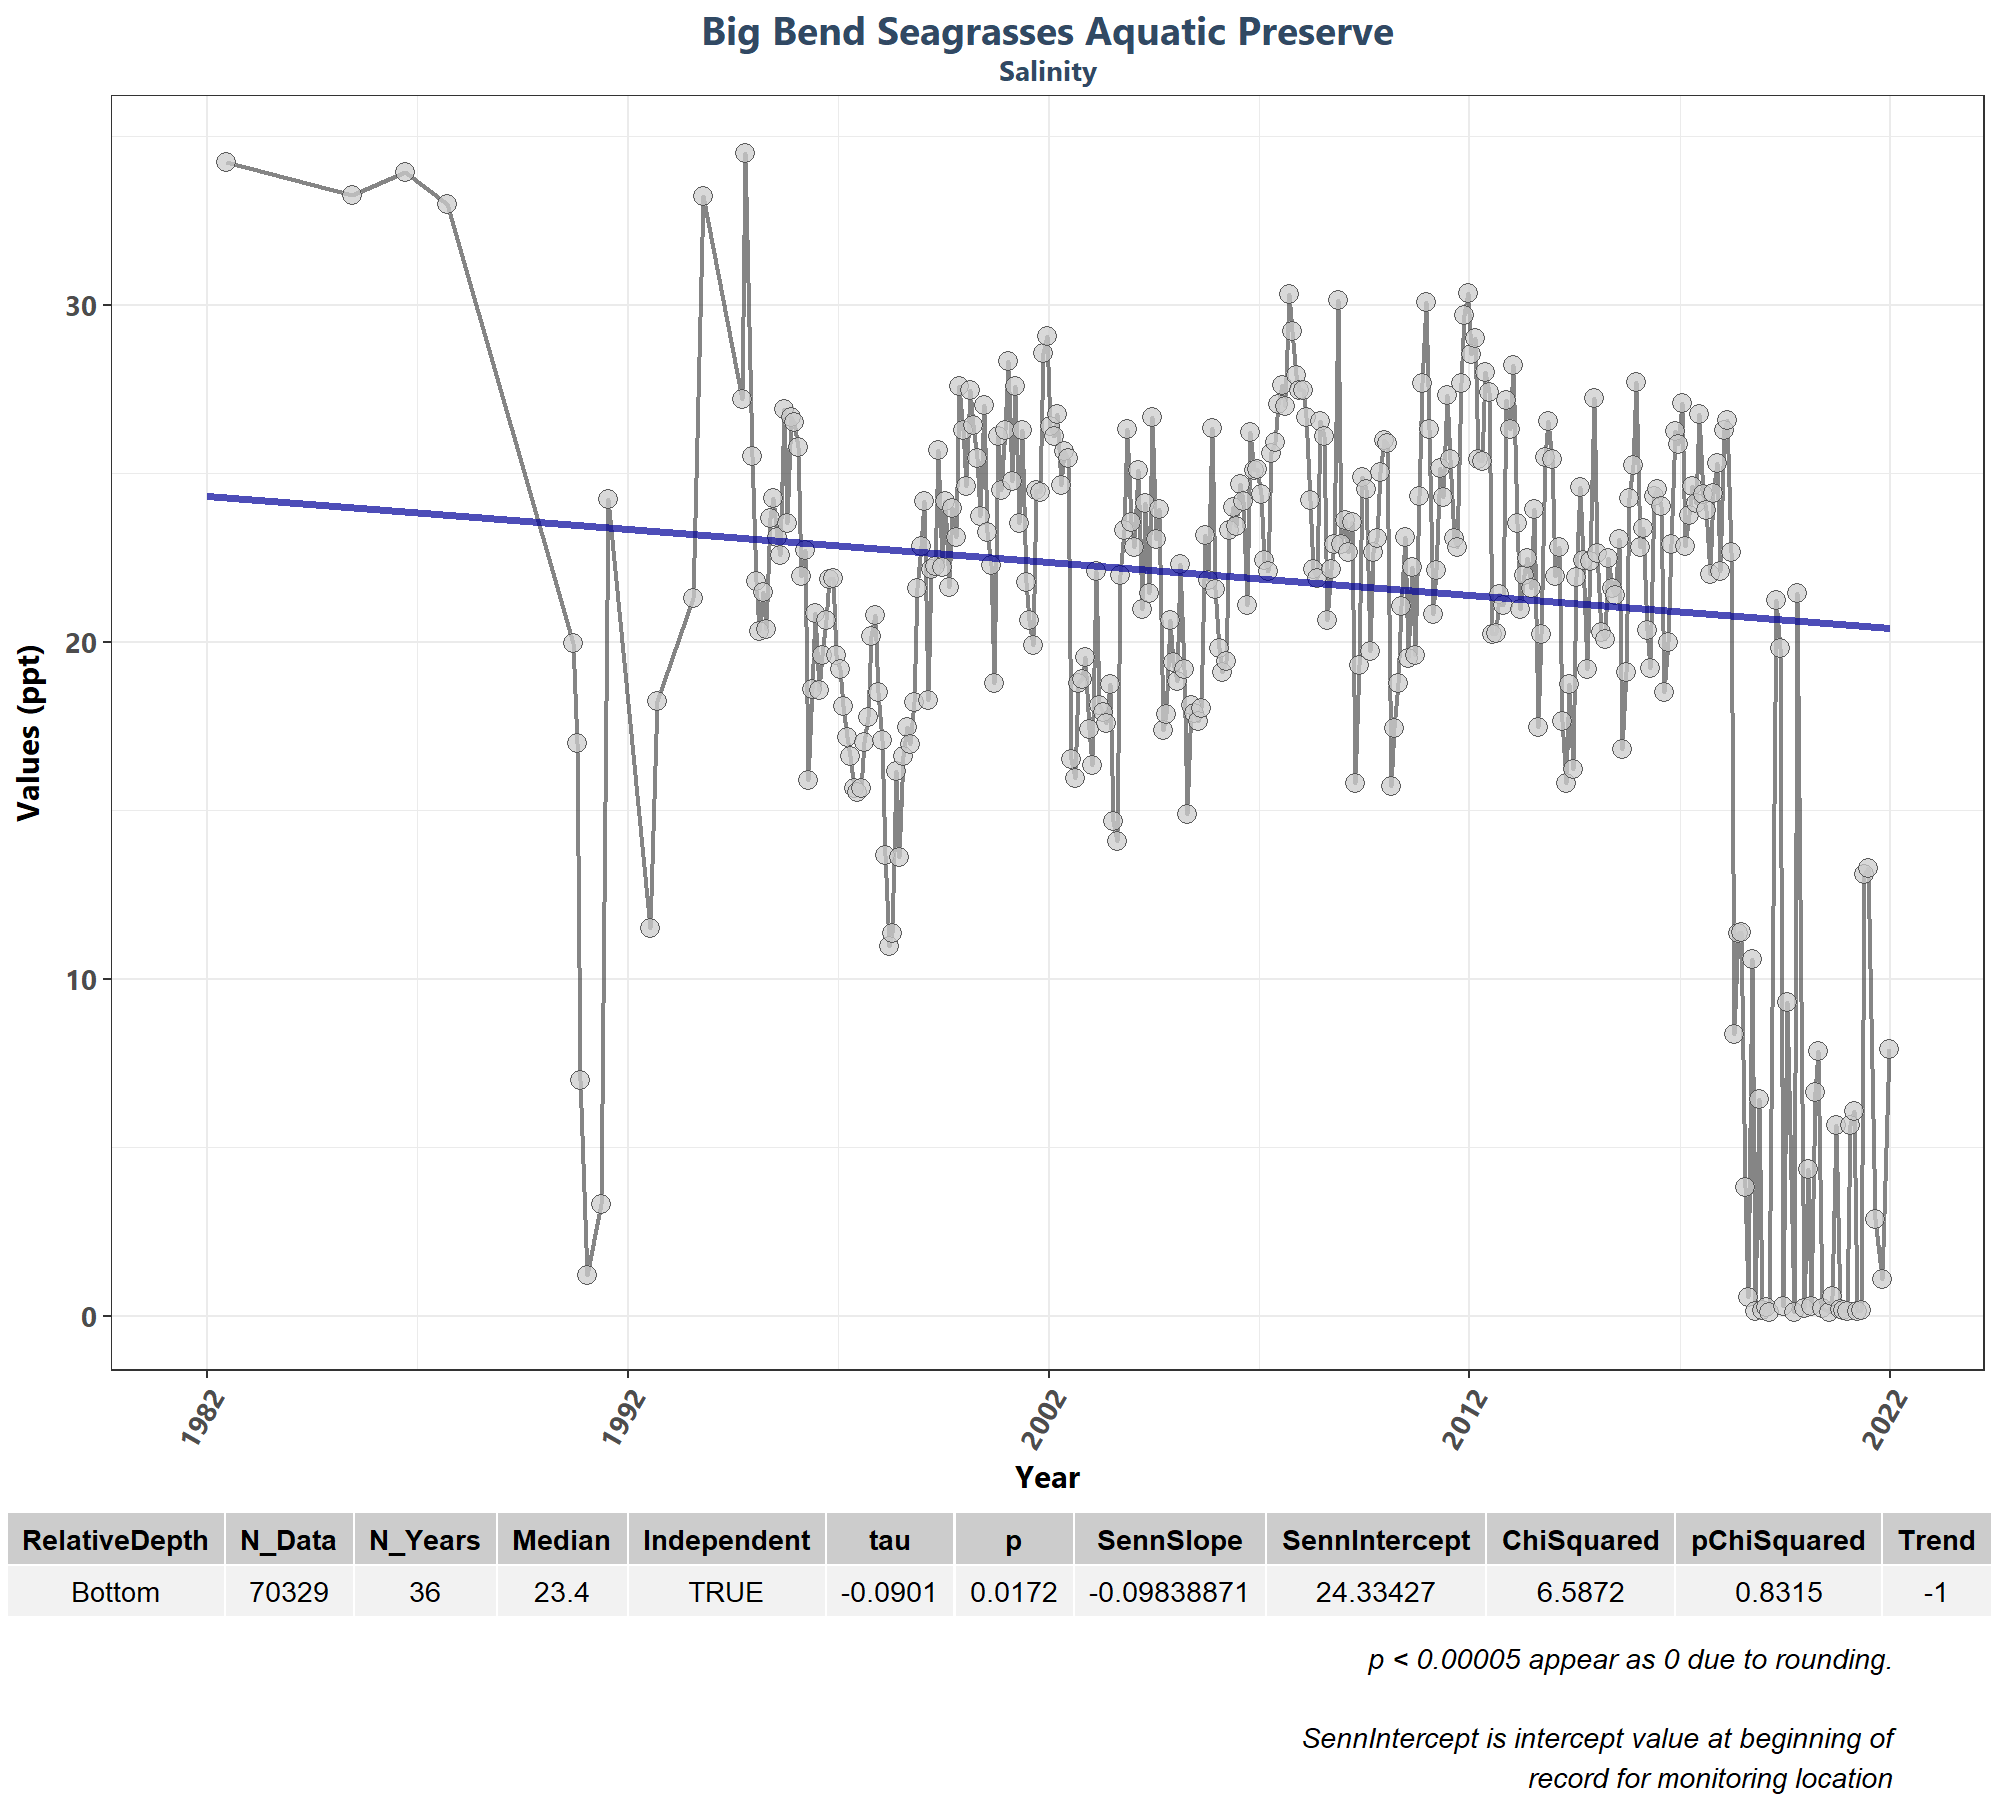 Big Bend Seagrasses Aquatic Preserve
Salinity
Values (ppt)
30
20
10
0
1982
1992
2002
2012
2022
Year
RelativeDepth N_Data N_Years Median Independent tau p SennSlope SennIntercept ChiSquared pChiSquared Trend
Bottom 70329 36 23.4 TRUE -0.0901 0.0172 -0.09838871 24.33427 6.5872 0.8315 -1
p < 0.00005 appear as 0 due to rounding.
SennIntercept is intercept value at beginning of
record for monitoring location